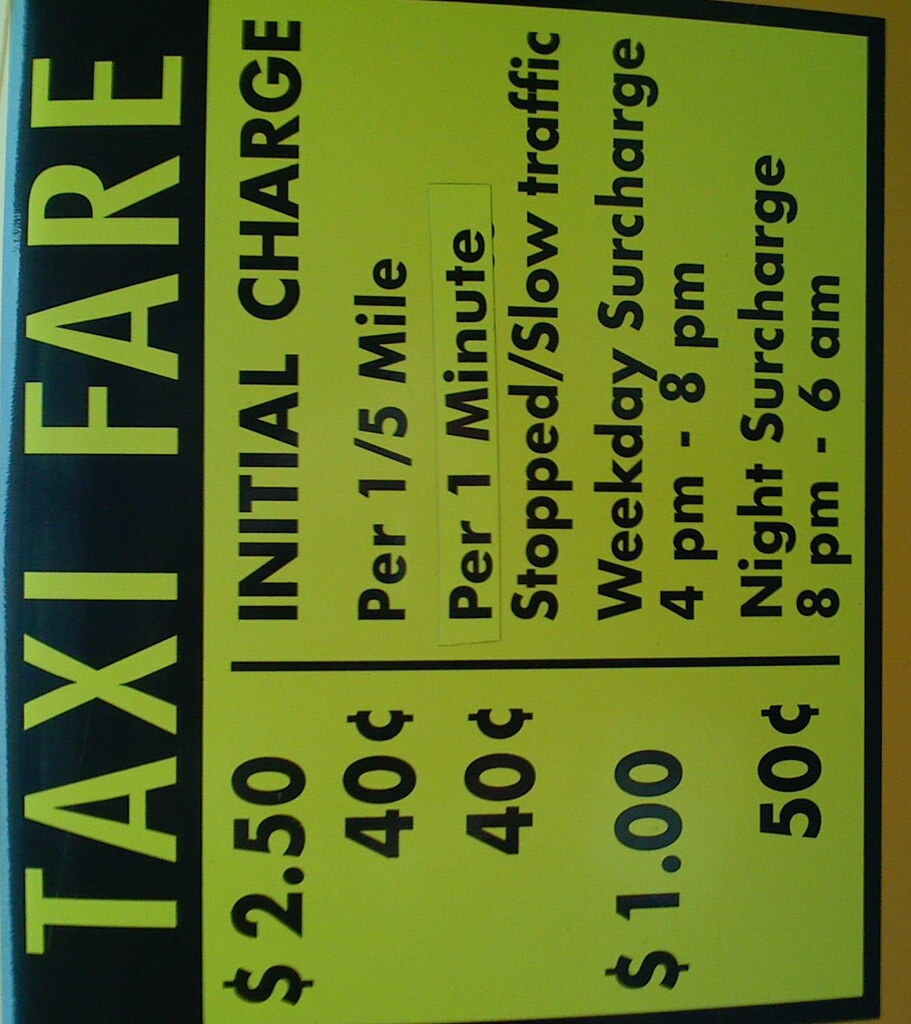 TAXI FARE
$ 2.50 INITIAL CHARGE
40¢ Per 1/5 Mile
40¢ Per 1 Minute
Stopped/Slow traffic
$ 1.00 Weekday Surcharge
4 pm - 8 pm
50¢ Night Surcharge
8 pm - 6 am